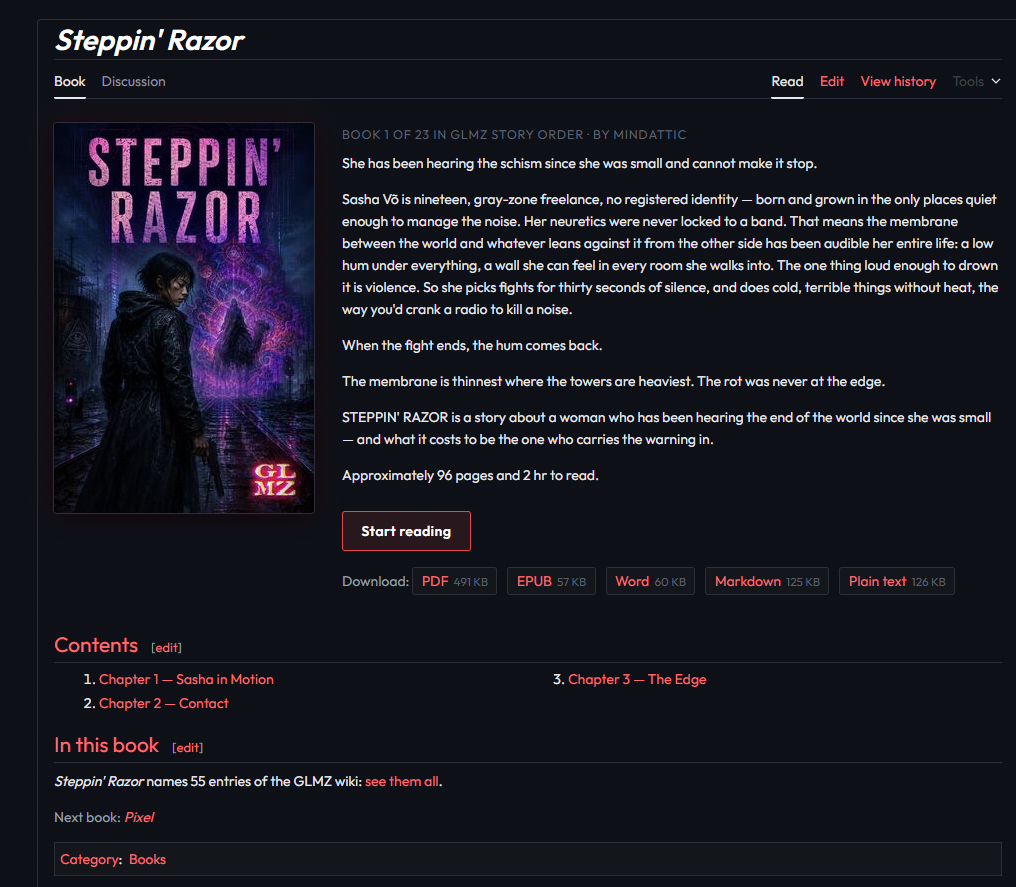 Steppin' Razor
Book
Discussion
Read
Edit
View history
Tools
STEPPIN'
RAZOR
GL
MZ
BOOK 1 OF 23 IN GLMZ STORY ORDER · BY MINDATTIC
She has been hearing the schism since she was small and cannot make it stop.
Sasha Võ is nineteen, gray-zone freelance, no registered identity — born and grown in the only places quiet
enough to manage the noise. Her neuretics were never locked to a band. That means the membrane
between the world and whatever leans against it from the other side has been audible her entire life: a low
hum under everything, a wall she can feel in every room she walks into. The one thing loud enough to drown
it is violence. So she picks fights for thirty seconds of silence, and does cold, terrible things without heat, the
way you'd crank a radio to kill a noise.
When the fight ends, the hum comes back.
The membrane is thinnest where the towers are heaviest. The rot was never at the edge.
STEPPIN' RAZOR is a story about a woman who has been hearing the end of the world since she was small
— and what it costs to be the one who carries the warning in.
Approximately 96 pages and 2 hr to read.
Start reading
Download: PDF 491 KB EPUB 57 KB Word 60 KB Markdown 125 KB Plain text 126 KB
Contents [edit]
1. Chapter 1 — Sasha in Motion
2. Chapter 2 — Contact
3. Chapter 3 — The Edge
In this book [edit]
Steppin' Razor names 55 entries of the GLMZ wiki: see them all.
Next book: Pixel
Category: Books